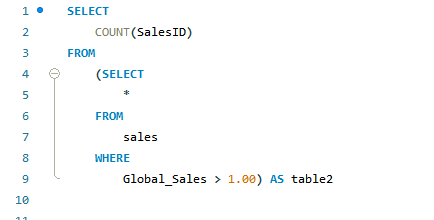 1 SELECT
2 COUNT(SalesID)
3 FROM
4 (SELECT
5 *
6 FROM
7 sales
8 WHERE
9 Global_Sales > 1.00) AS table2
10
11